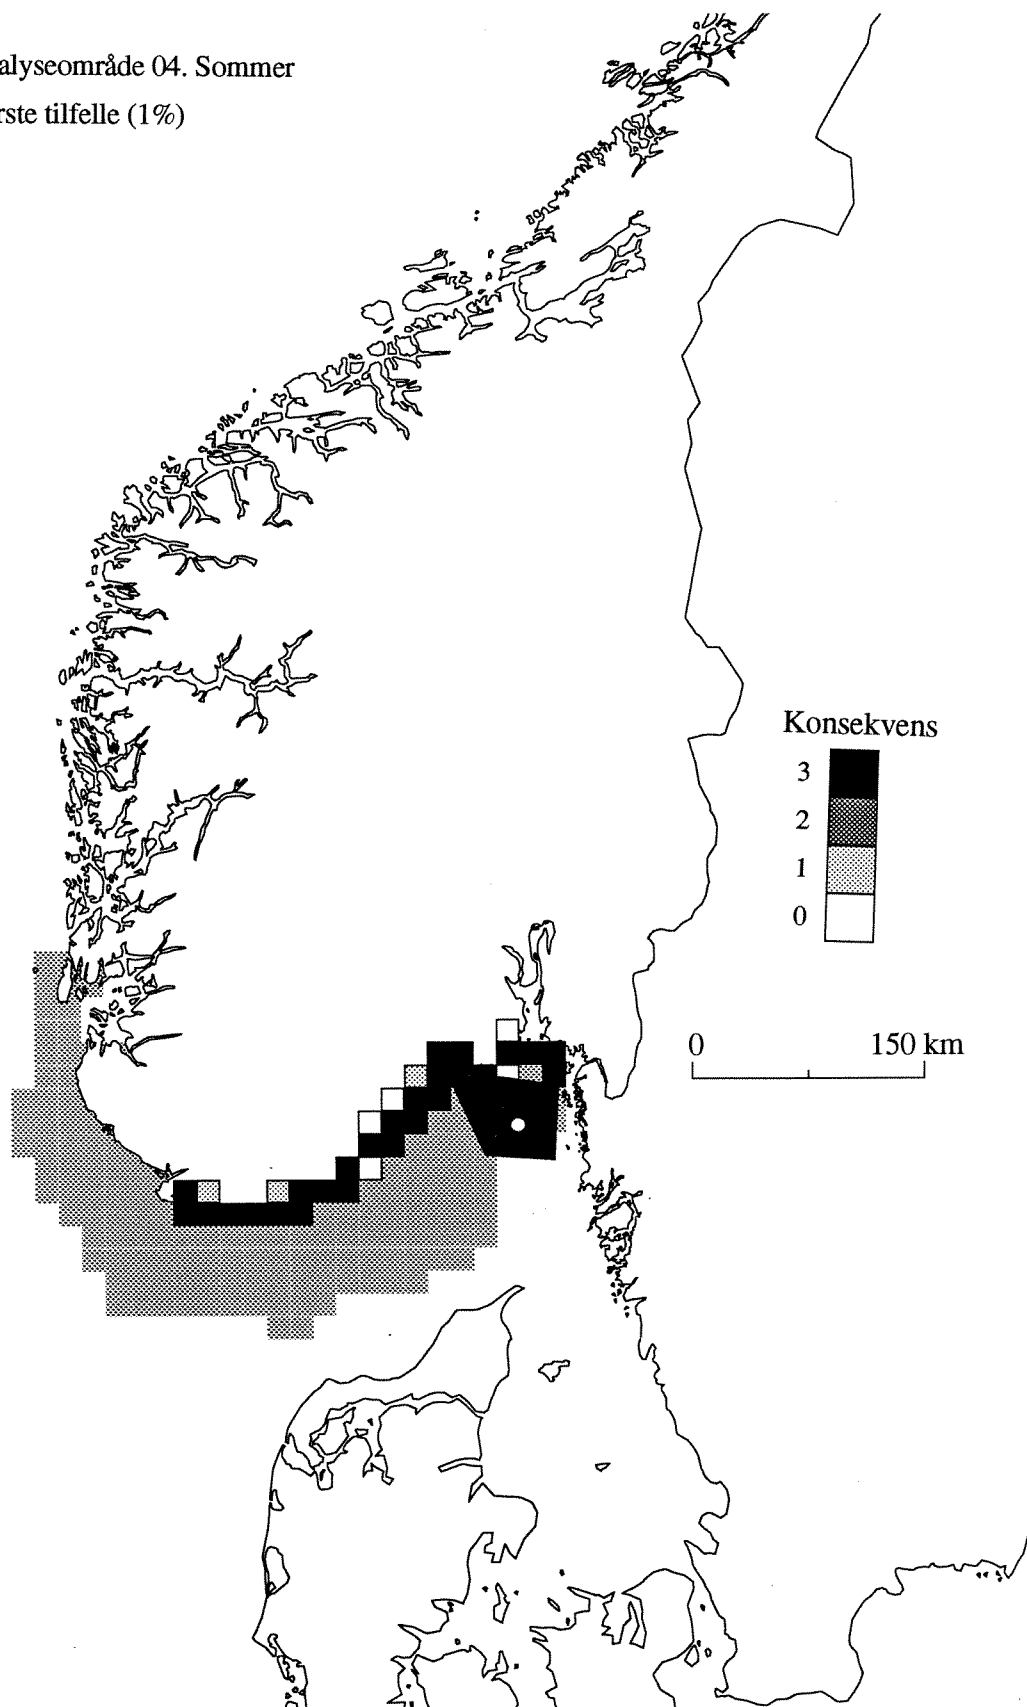 alyseområde 04. Sommer
rste tilfelle (1%)
Konsekvens
3
2
1
0
0 150 km